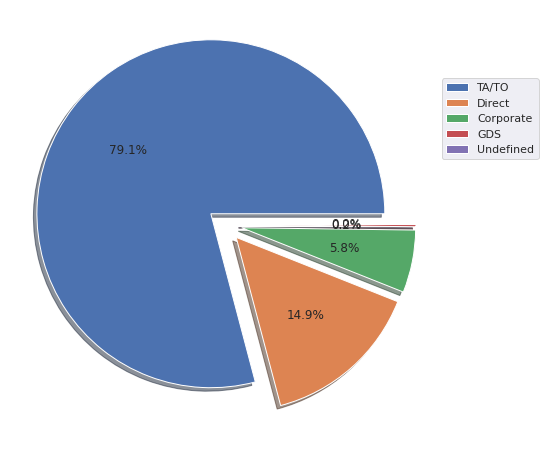 TA/TO
Direct
Corporate
GDS
Undefined
79.1%
5.8%
14.9%